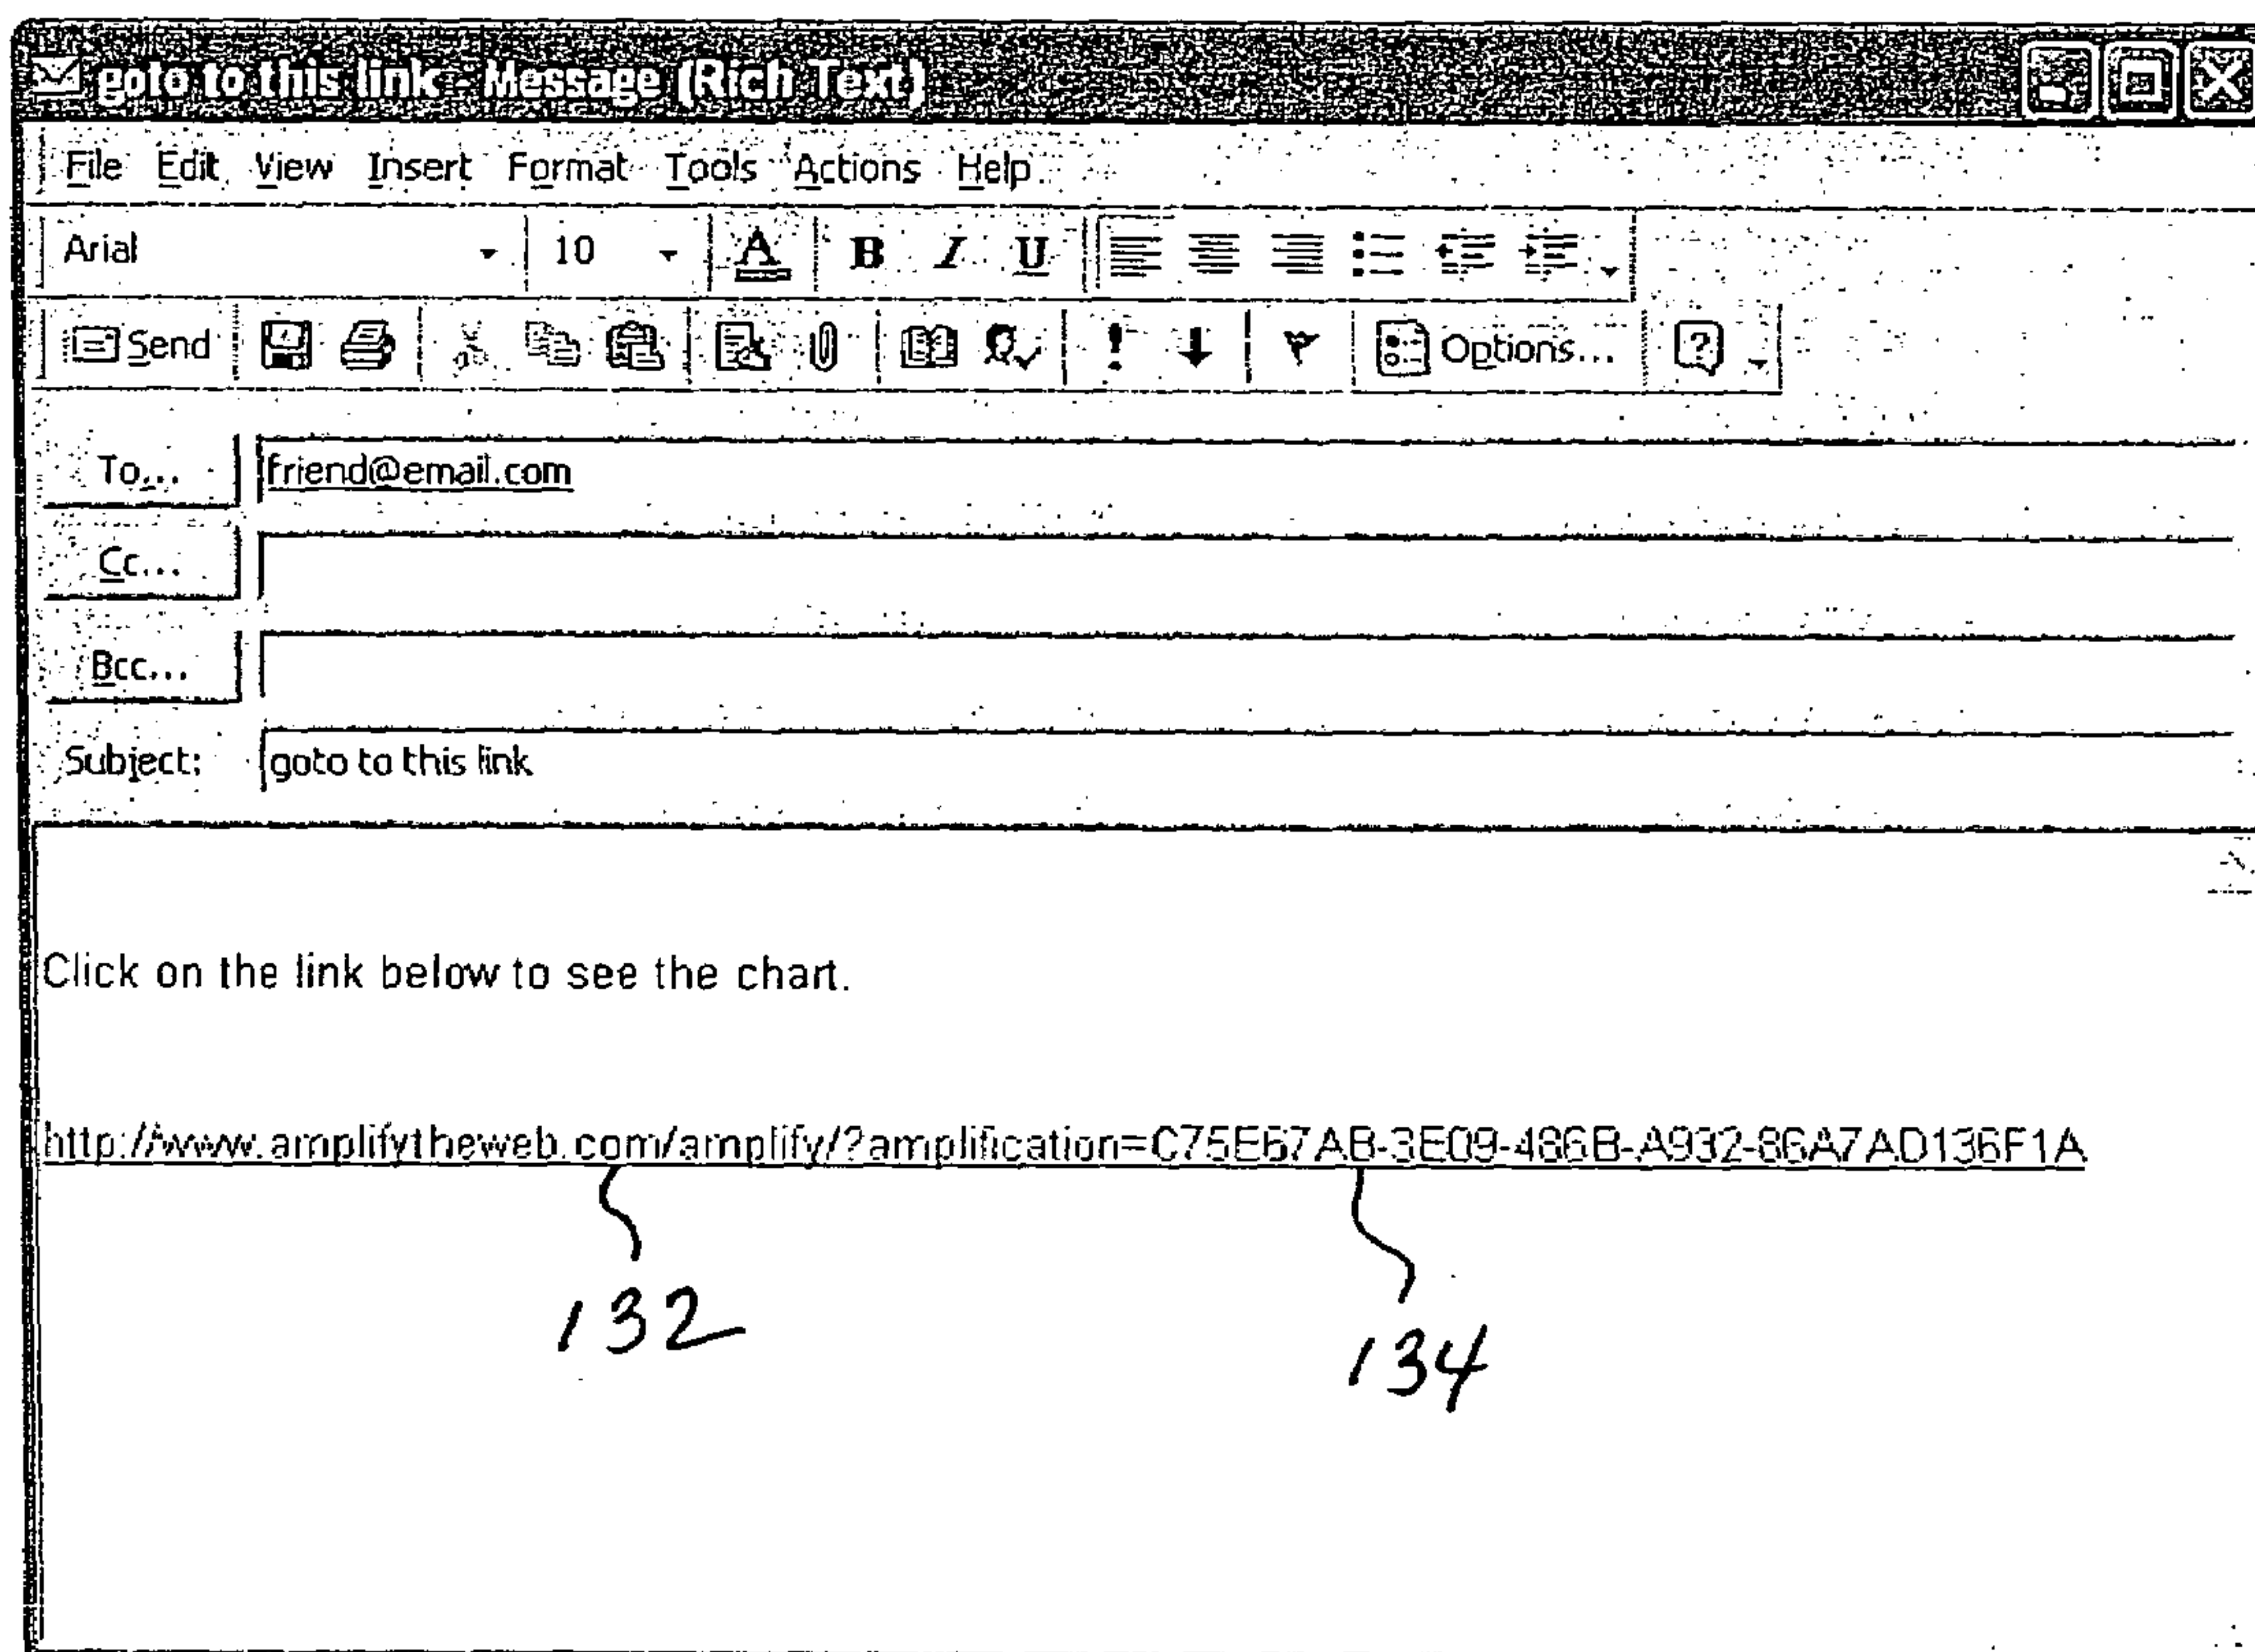 goto to this link - Message (Rich Text)
File Edit View Insert Format Tools Actions Help
Arial 10 A B I U
Send Options...
To... friend@email.com
Cc...
Bcc...
Subject: goto to this link
Click on the link below to see the chart.
http://www.amplifytheweb.com/amplify/?amplification=C75E67AB-3E09-486B-A932-86A7AD136F1A
132 134